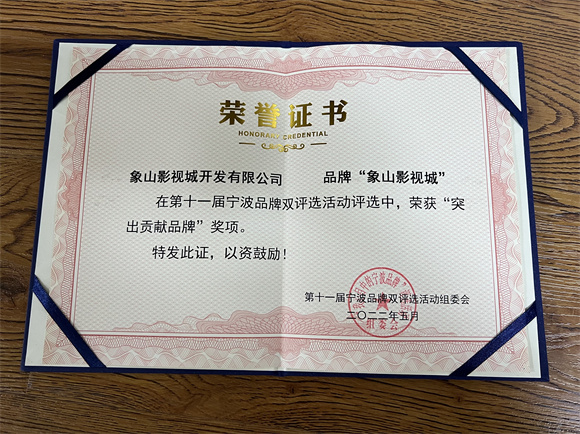 荣誉证书
HONORARY CREDENTIAL
象山影视城开发有限公司 品牌“象山影视城”
在第十一届宁波品牌双评选活动评选中，荣获“突
出贡献品牌”奖项。
特发此证，以资鼓励！
第十一届宁波品牌双评选活动组委会
二〇二二年五月
组委会